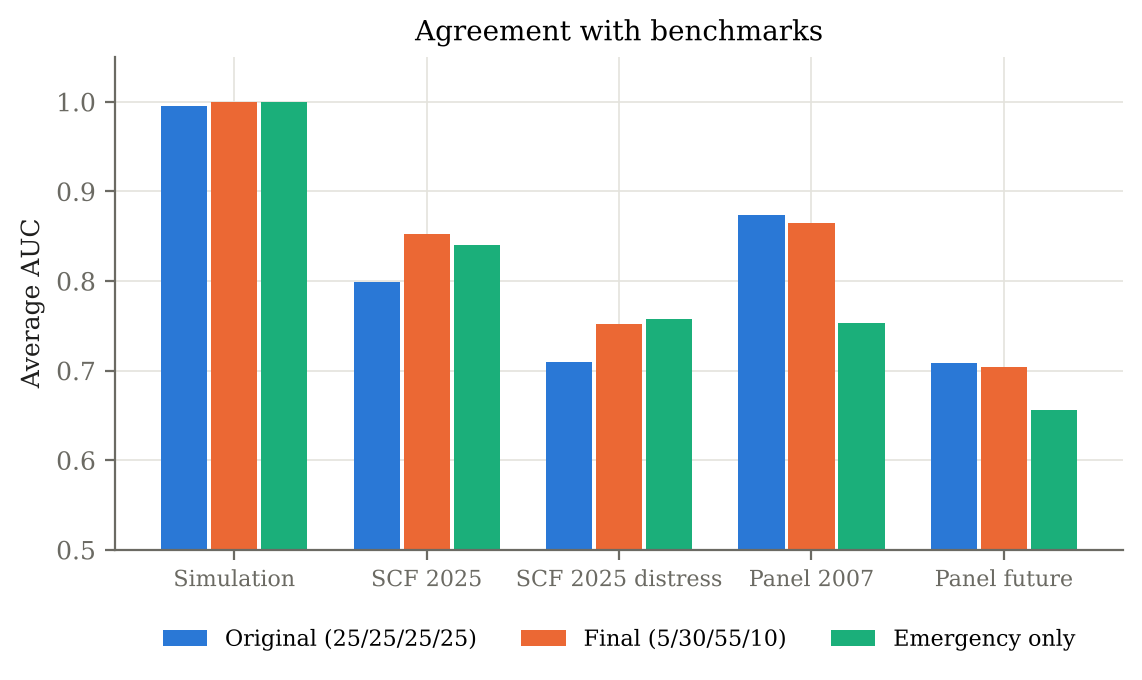 Agreement with benchmarks
Average AUC
1.0
0.9
0.8
0.7
0.6
0.5
Simulation
SCF 2025
SCF 2025 distress
Panel 2007
Panel future
Original (25/25/25/25)
Final (5/30/55/10)
Emergency only